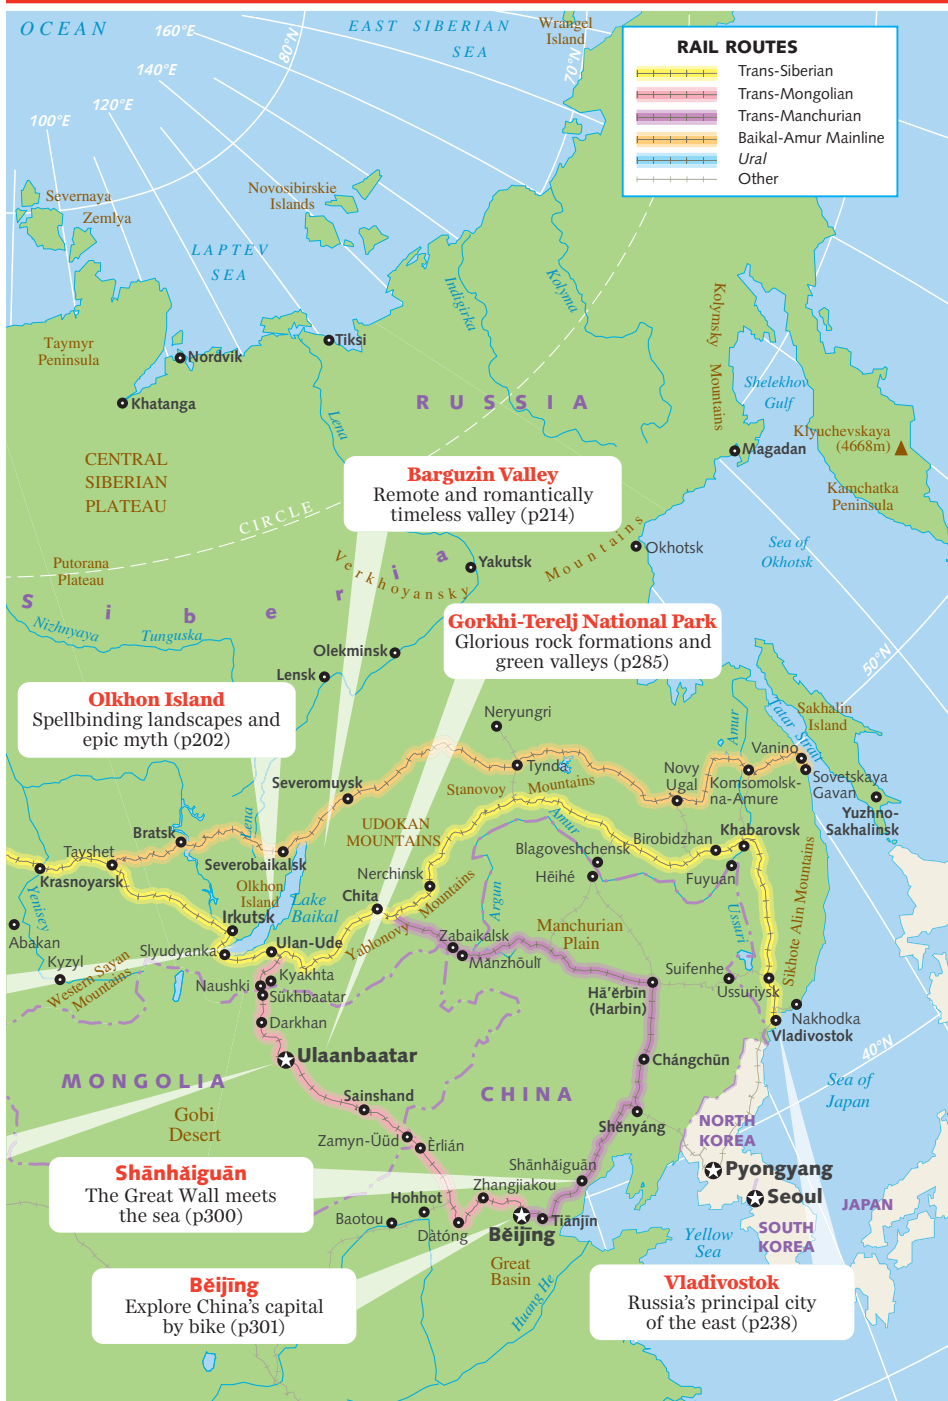 OCEAN
160°E
80°N
EAST SIBERIAN
SEA
Wrangel
Island
70°N
140°E
120°E
100°E
RAIL ROUTES
Trans-Siberian
Trans-Mongolian
Trans-Manchurian
Baikal-Amur Mainline
Ural
Other
Severnaya
Zemlya
Novosibirskie
Islands
LAPTEV
SEA
Indigirka
Kolyma
Kolymsky Mountains
Taymyr
Peninsula
Nordvik
Tiksi
Khatanga
Lena
RUSSIA
Shelekhov
Gulf
Klyuchevskaya
(4668m)
Magadan
Kamchatka
Peninsula
CENTRAL
SIBERIAN
PLATEAU
CIRCLE
Barguzin Valley
Remote and romantically
timeless valley (p214)
Okhotsk
Sea of
Okhotsk
Putorana
Plateau
Verkhoyansky
Mountains
Yakutsk
Siberia
Nizhnyaya
Tunguska
Gorkhi-Terelj National Park
Glorious rock formations and
green valleys (p285)
Olekminsk
Lensk
50°N
Olkhon Island
Spellbinding landscapes and
epic myth (p202)
Neryungri
Amur
Tatar Strait
Sakhalin
Island
Vanino
Tynda
Novy
Ugal
Komsomolsk-
na-Amure
Sovetskaya
Gavan
Yuzhno-
Sakhalinsk
Severomuysk
Stanovoy
Mountains
Lena
Bratsk
UDOKAN
MOUNTAINS
Amur
Birobidzhan
Khabarovsk
Tayshet
Severobaikalsk
Blagoveshchensk
Krasnoyarsk
Olkhon
Island
Nerchinsk
Hēihé
Fuyuan
Yenisey
Irkutsk
Lake
Baikal
Chita
Yablonovy
Mountains
Argun
Manchurian
Plain
Ussuri
Sikhote Alin Mountains
Abakan
Slyudyanka
Ulan-Ude
Zabaikalsk
Mǎnzhōulǐ
Kyzyl
Western Sayan
Mountains
Naushki
Kyakhta
Sükhbaatar
Suifenhe
Hā'ěrbīn
(Harbin)
Ussuriysk
Nakhodka
Darkhan
Vladivostok
40°N
Ulaanbaatar
Chángchūn
MONGOLIA
CHINA
Sea of
Japan
Sainshand
Gobi
Desert
Shěnyáng
NORTH
KOREA
Zamyn-Üüd
Èrlián
Pyongyang
Shānhǎiguān
Seoul
JAPAN
Shānhǎiguān
The Great Wall meets
the sea (p300)
Hohhot
Zhangjiakou
Baotou
Dàtóng
Běijīng
Tiānjīn
SOUTH
KOREA
Yellow
Sea
Great
Basin
Huang He
Běijīng
Explore China's capital
by bike (p301)
Vladivostok
Russia's principal city
of the east (p238)